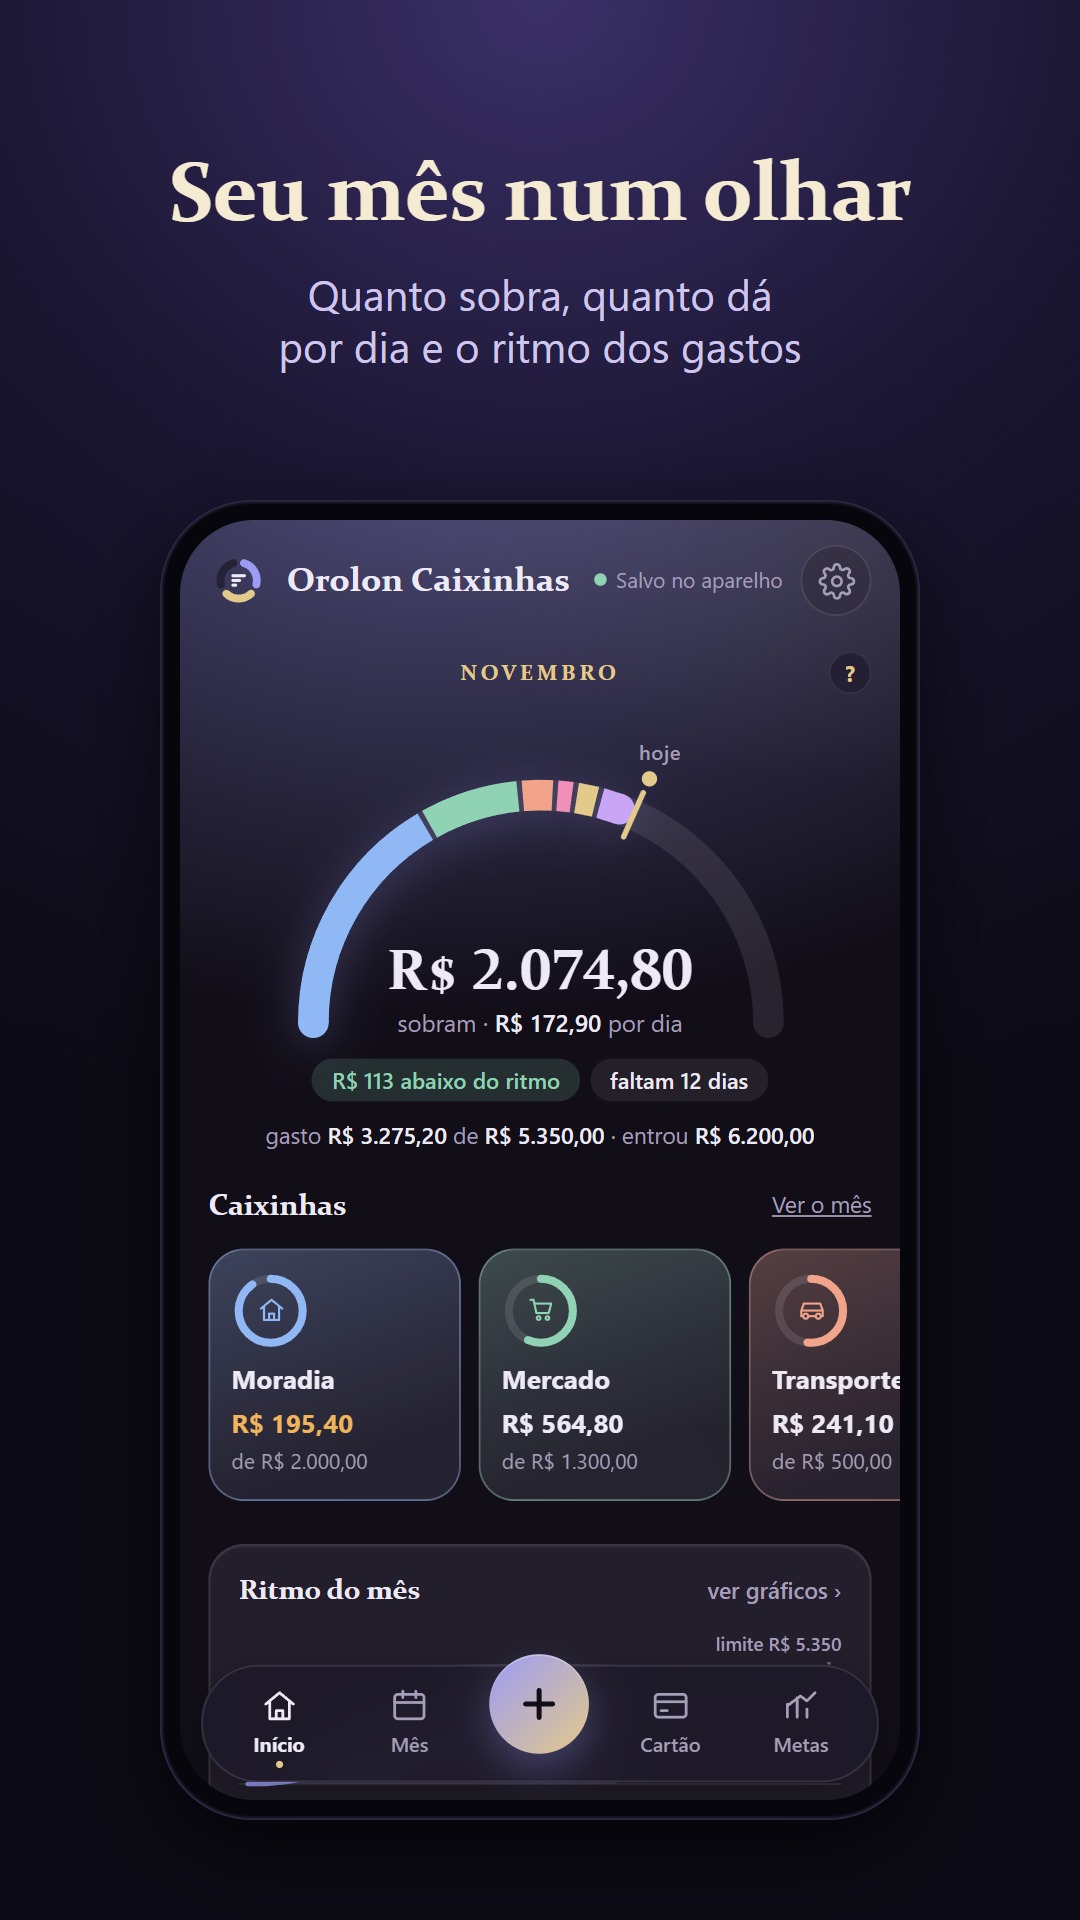 Seu mês num olhar
Quanto sobra, quanto dá
por dia e o ritmo dos gastos
Orolon Caixinhas
Salvo no aparelho
NOVEMBRO
?
hoje
R$ 2.074,80
sobram · R$ 172,90 por dia
R$ 113 abaixo do ritmo
faltam 12 dias
gasto R$ 3.275,20 de R$ 5.350,00 · entrou R$ 6.200,00
Caixinhas
Ver o mês
Moradia
R$ 195,40
de R$ 2.000,00
Mercado
R$ 564,80
de R$ 1.300,00
Transporte
R$ 241,10
de R$ 500,00
Ritmo do mês
ver gráficos ›
limite R$ 5.350
Início
Mês
Cartão
Metas